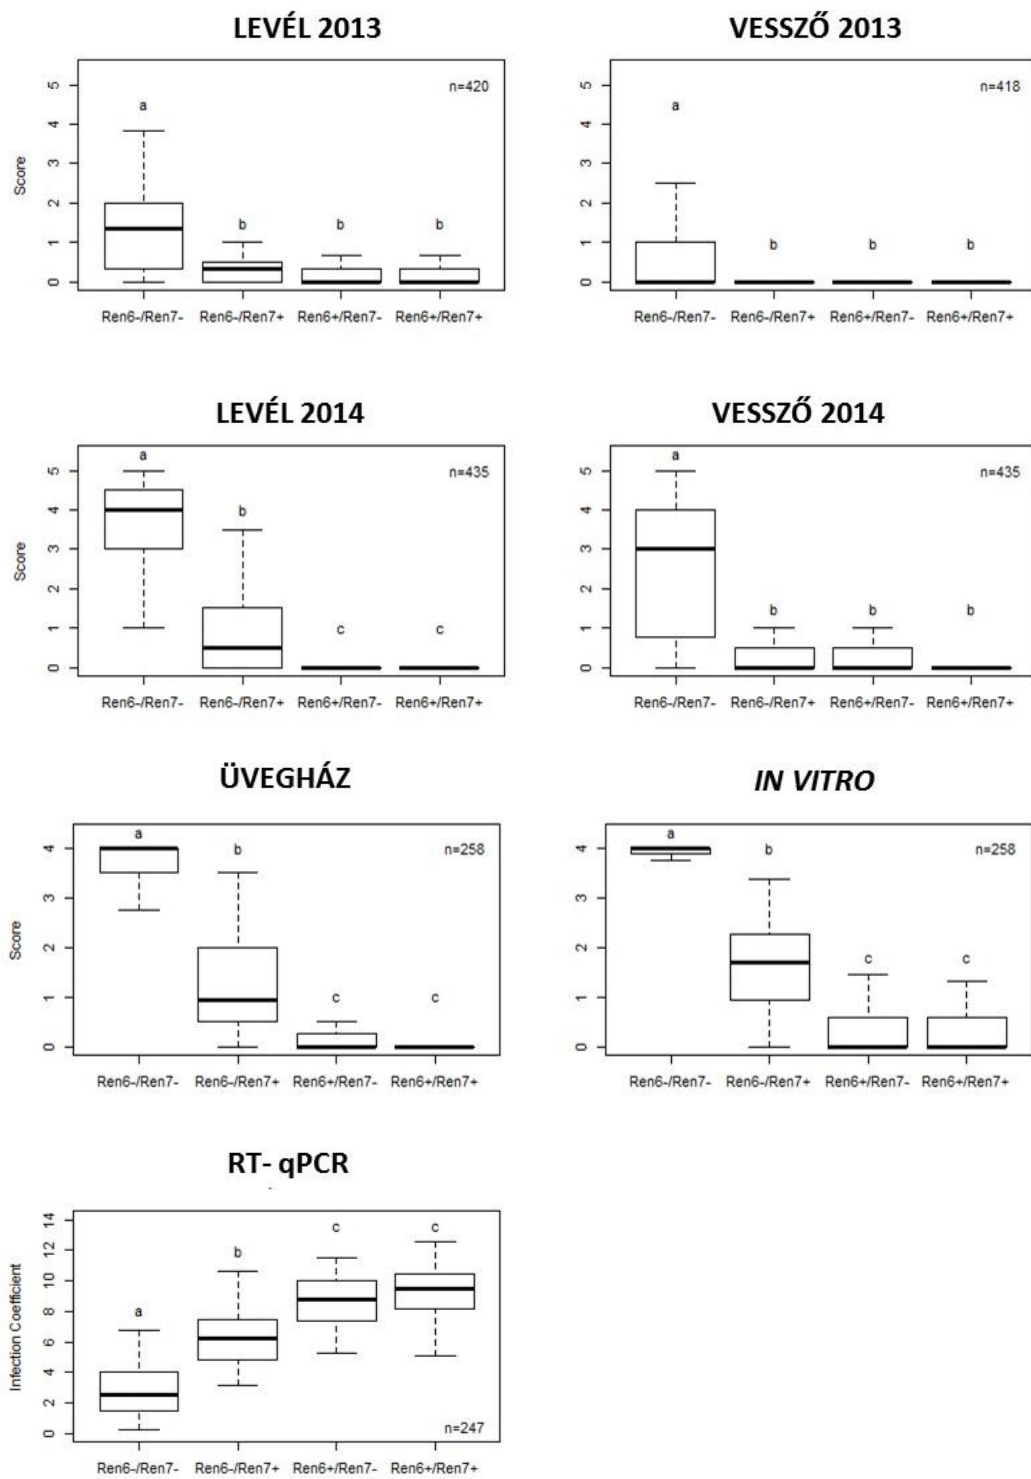 LEVÉL 2013
n=420
5
4
3
2
1
0
Score
a
b
b
b
Ren6-/Ren7- Ren6-/Ren7+ Ren6+/Ren7- Ren6+/Ren7+
VESSZŐ 2013
n=418
5
4
3
2
1
0
a
b
b
b
Ren6-/Ren7- Ren6-/Ren7+ Ren6+/Ren7- Ren6+/Ren7+
LEVÉL 2014
n=435
5
4
3
2
1
0
Score
a
b
c
c
Ren6-/Ren7- Ren6-/Ren7+ Ren6+/Ren7- Ren6+/Ren7+
VESSZŐ 2014
n=435
5
4
3
2
1
0
a
b
b
b
Ren6-/Ren7- Ren6-/Ren7+ Ren6+/Ren7- Ren6+/Ren7+
ÜVEGHÁZ
n=258
4
3
2
1
0
Score
a
b
c
c
Ren6-/Ren7- Ren6-/Ren7+ Ren6+/Ren7- Ren6+/Ren7+
IN VITRO
n=258
4
3
2
1
0
a
b
c
c
Ren6-/Ren7- Ren6-/Ren7+ Ren6+/Ren7- Ren6+/Ren7+
RT- qPCR
14
12
10
8
6
4
2
0
Infection Coefficient
a
b
c
c
n=247
Ren6-/Ren7- Ren6-/Ren7+ Ren6+/Ren7- Ren6+/Ren7+